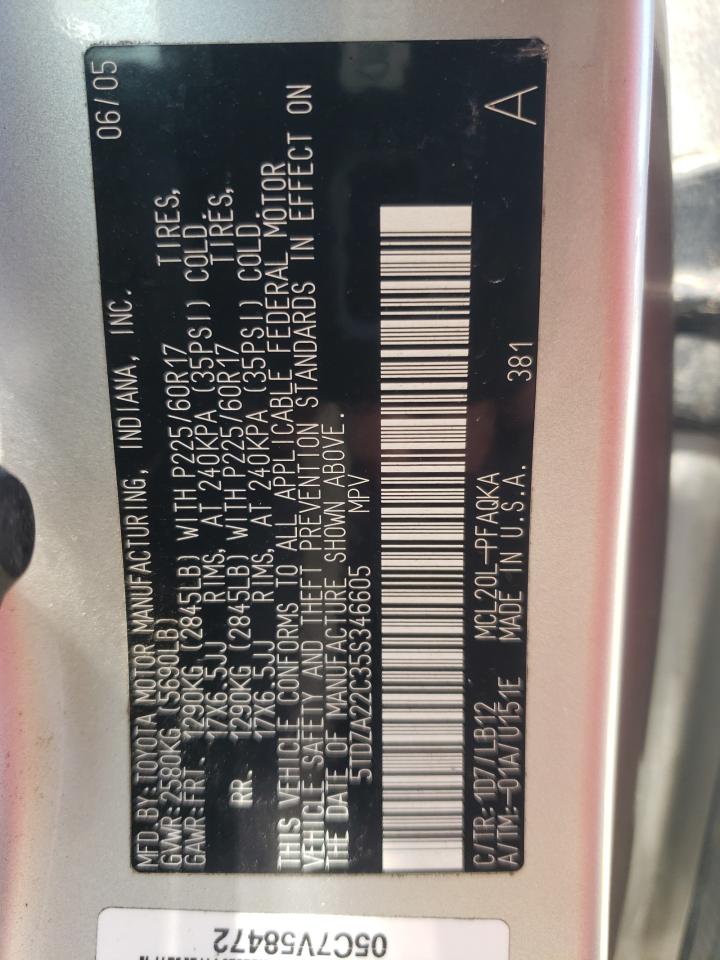 MFD.BY:TOYOTA MOTOR MANUFACTURING, INDIANA, INC. 06/05
GVWR:2580KG (5690LB)
GAWR:FRT. 1290KG (2845LB) WITH P225/60R17 TIRES,
17X6.5JJ RIMS, AT 240KPA (35PSI) COLD.
RR. 1290KG (2845LB) WITH P225/60R17 TIRES,
17X6.5JJ RIMS, AT 240KPA (35PSI) COLD.
THIS VEHICLE CONFORMS TO ALL APPLICABLE FEDERAL MOTOR
VEHICLE SAFETY AND THEFT PREVENTION STANDARDS IN EFFECT ON
THE DATE OF MANUFACTURE SHOWN ABOVE.
5TDZA22C35S346605 MPV
C/TR:1D7/LB12 MCL20L-PFAQKA
A/TM:-01A/U151E MADE IN U.S.A. 381 A
05C7V58472